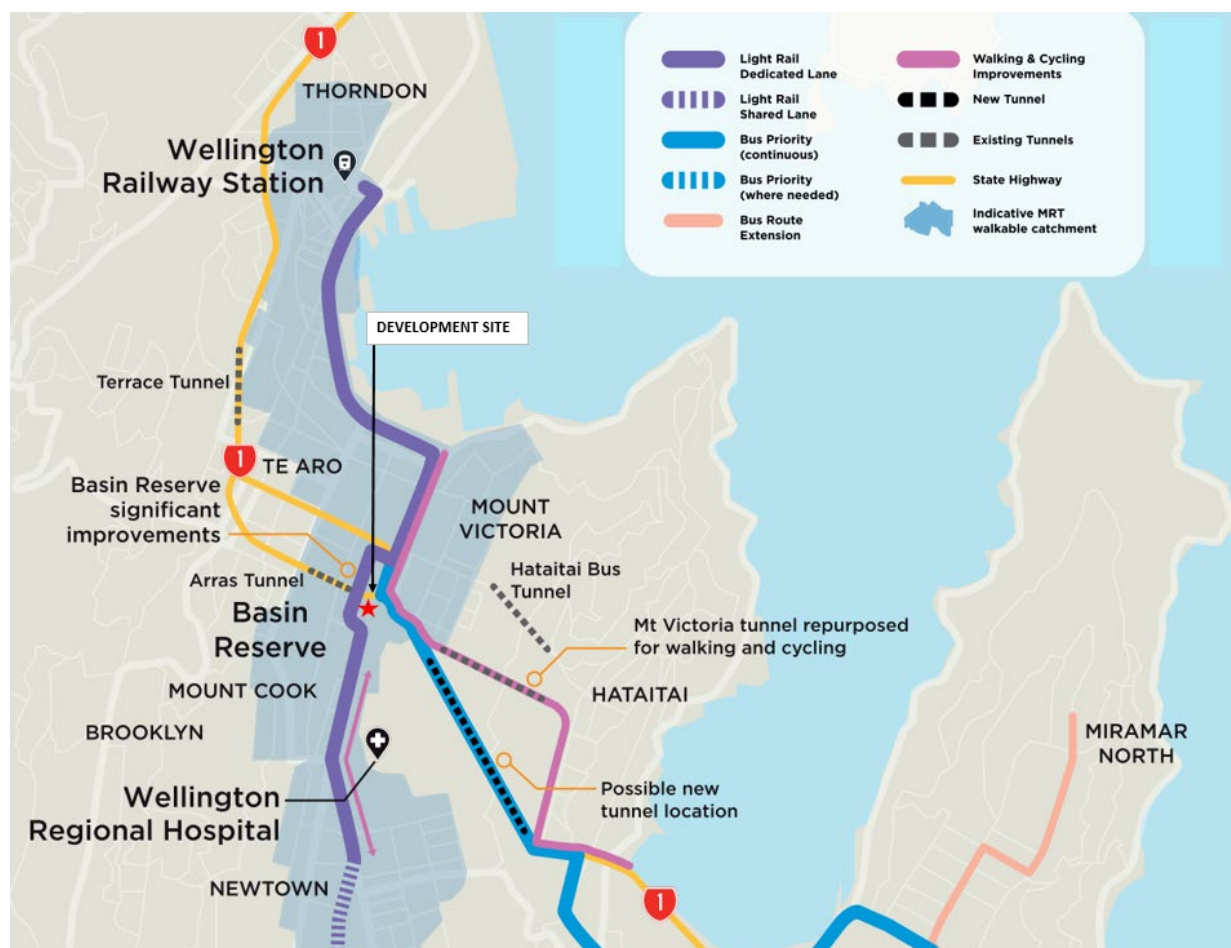 1
THORNDON
Wellington
Railway Station
Light Rail
Dedicated Lane
Light Rail
Shared Lane
Bus Priority
(continuous)
Bus Priority
(where needed)
Bus Route
Extension
Walking & Cycling
Improvements
New Tunnel
Existing Tunnels
State Highway
Indicative MRT
walkable catchment
DEVELOPMENT SITE
Terrace Tunnel
1
TE ARO
Basin Reserve
significant
improvements
MOUNT
VICTORIA
Arras Tunnel
Hataitai Bus
Tunnel
Basin
Reserve
Mt Victoria tunnel repurposed
for walking and cycling
MOUNT COOK
HATAITAI
BROOKLYN
MIRAMAR
NORTH
Wellington
Regional Hospital
Possible new
tunnel location
NEWTOWN
1